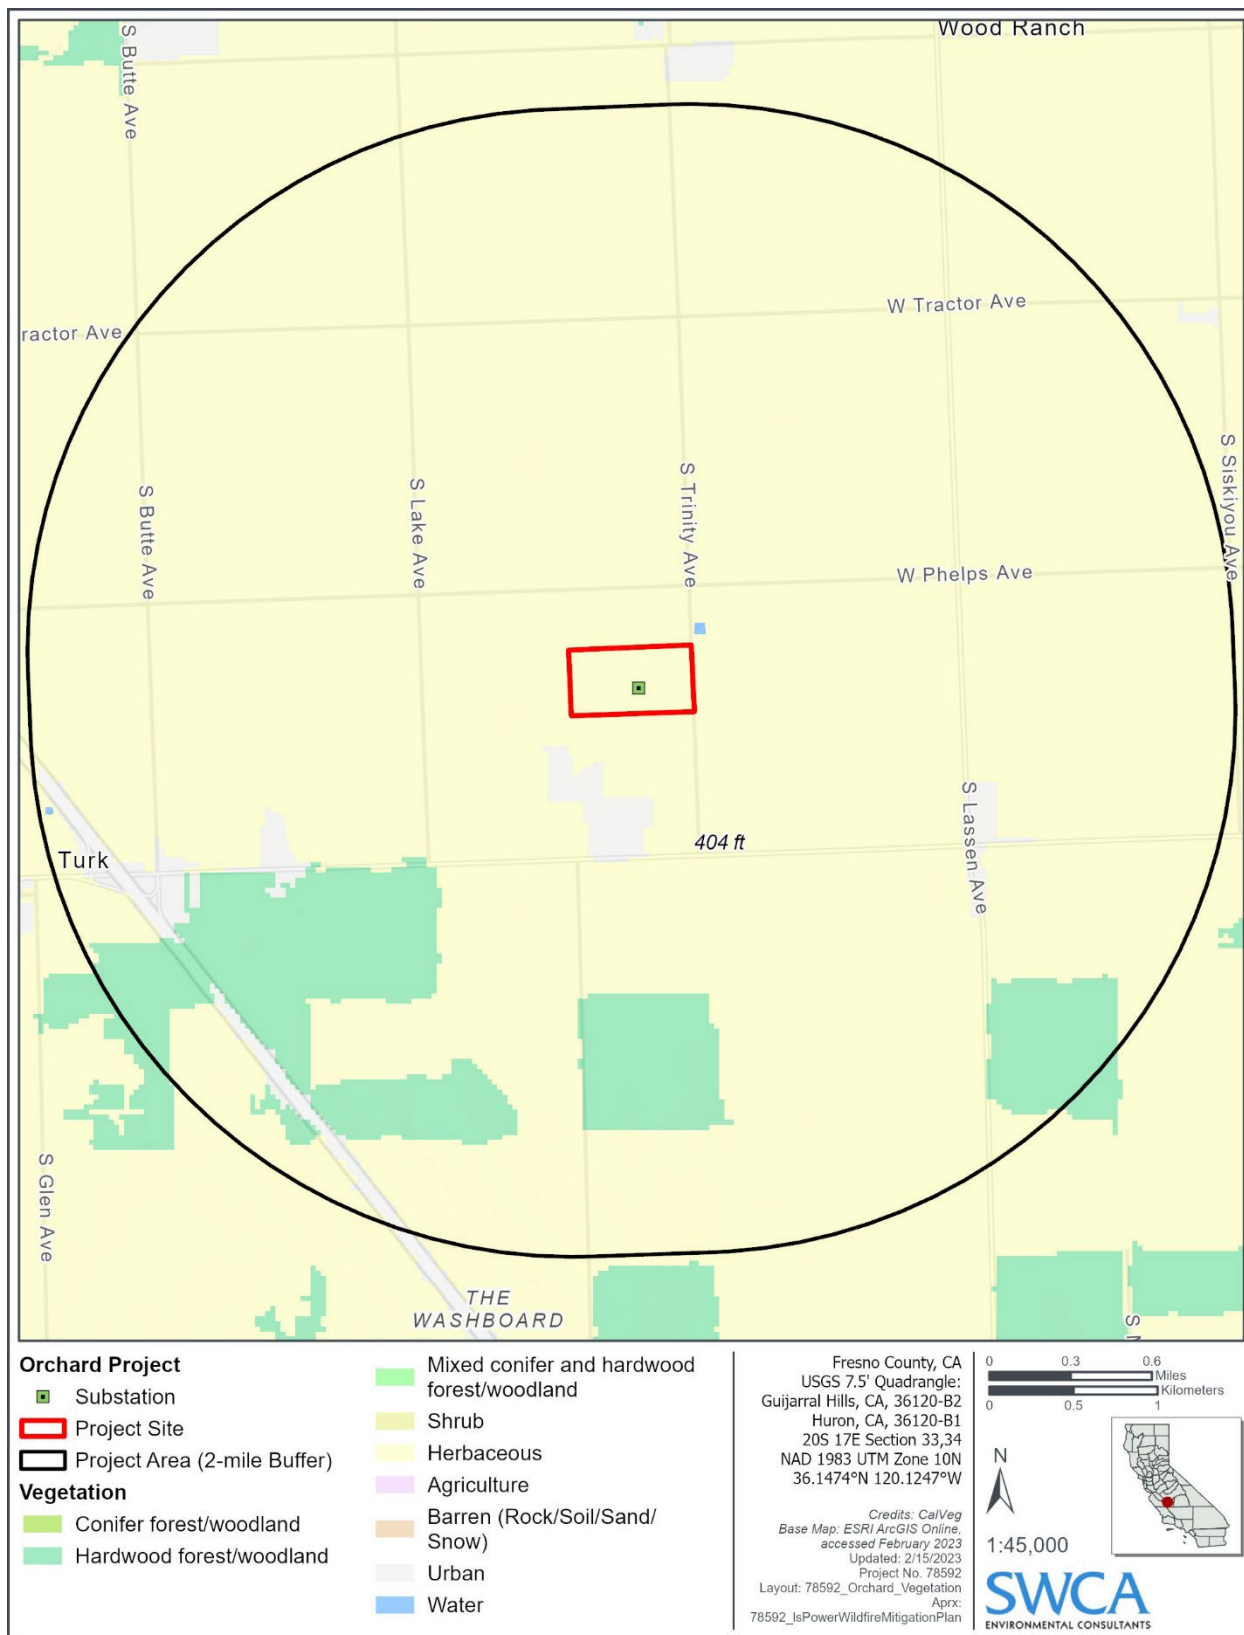 Wood Ranch
S Butte Ave
ractor Ave
W Tractor Ave
S Butte Ave
S Lake Ave
S Trinity Ave
S Siskiyou Ave
W Phelps Ave
S Lassen Ave
404 ft
Turk
S Glen Ave
THE
WASHBOARD
Orchard Project
Substation
Project Site
Project Area (2-mile Buffer)
Vegetation
Conifer forest/woodland
Hardwood forest/woodland
Mixed conifer and hardwood
forest/woodland
Shrub
Herbaceous
Agriculture
Barren (Rock/Soil/Sand/
Snow)
Urban
Water
Fresno County, CA
USGS 7.5' Quadrangle:
Guijarral Hills, CA, 36120-B2
Huron, CA, 36120-B1
20S 17E Section 33,34
NAD 1983 UTM Zone 10N
36.1474°N 120.1247°W
Credits: CalVeg
Base Map: ESRI ArcGIS Online,
accessed February 2023
Updated: 2/15/2023
Project No. 78592
Layout: 78592_Orchard_Vegetation
Aprx:
78592_IsPowerWildfireMitigationPlan
0 0.3 0.6
Miles
Kilometers
0 0.5 1
N
1:45,000
SWCA
ENVIRONMENTAL CONSULTANTS